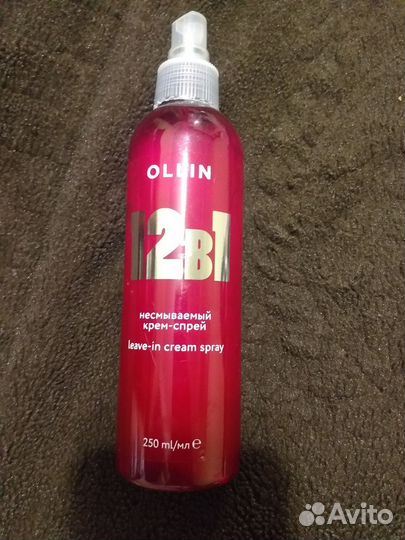 OLLIN
12В1
несмываемый
крем-спрей
leave-in cream spray
250 ml/мл ℮
Avito